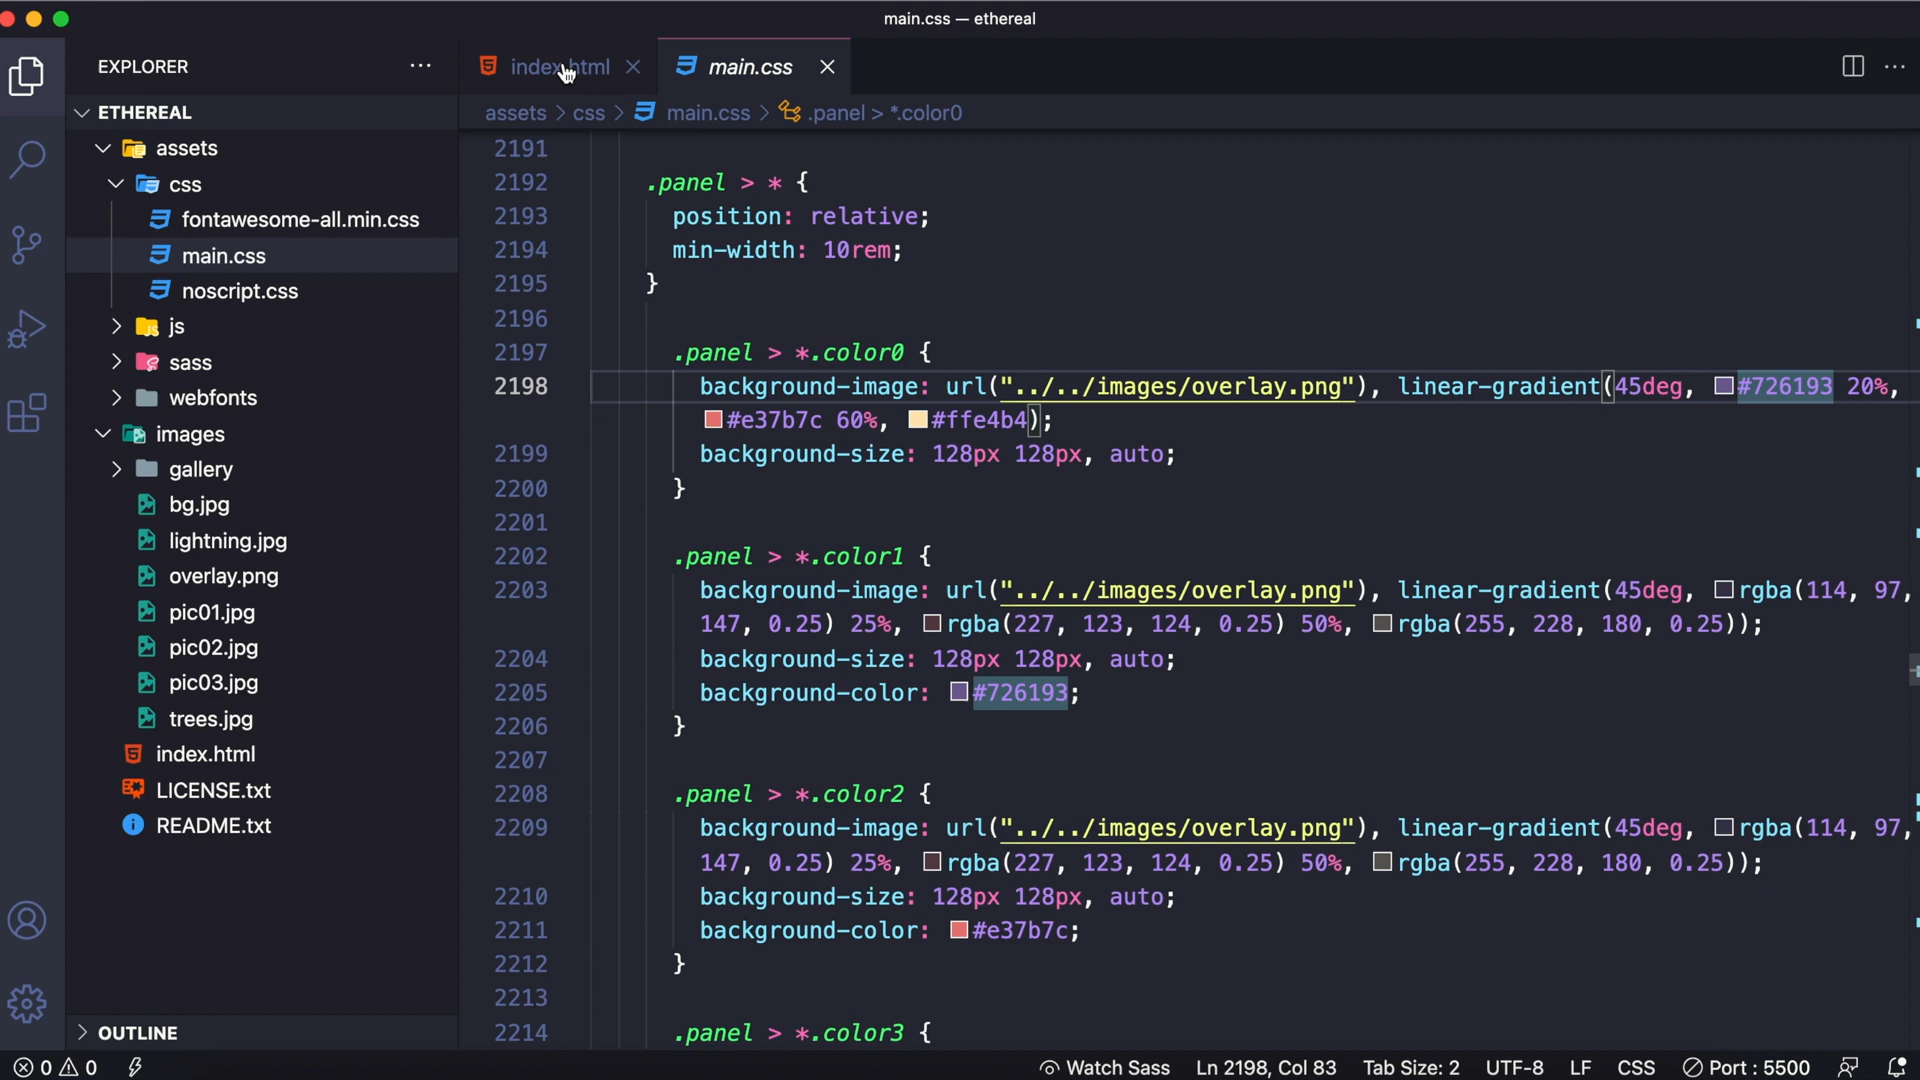 main.css — ethereal
EXPLORER
index.html
main.css
ETHEREAL
assets > css > main.css > .panel > *.color0
assets
css
fontawesome-all.min.css
main.css
noscript.css
js
sass
webfonts
images
gallery
bg.jpg
lightning.jpg
overlay.png
pic01.jpg
pic02.jpg
pic03.jpg
trees.jpg
index.html
LICENSE.txt
README.txt
OUTLINE
2191
2192 .panel > * {
2193 position: relative;
2194 min-width: 10rem;
2195 }
2196
2197 .panel > *.color0 {
2198 background-image: url("../../images/overlay.png"), linear-gradient(45deg, #726193 20%,
#e37b7c 60%, #ffe4b4);
2199 background-size: 128px 128px, auto;
2200 }
2201
2202 .panel > *.color1 {
2203 background-image: url("../../images/overlay.png"), linear-gradient(45deg, rgba(114, 97,
147, 0.25) 25%, rgba(227, 123, 124, 0.25) 50%, rgba(255, 228, 180, 0.25));
2204 background-size: 128px 128px, auto;
2205 background-color: #726193;
2206 }
2207
2208 .panel > *.color2 {
2209 background-image: url("../../images/overlay.png"), linear-gradient(45deg, rgba(114, 97,
147, 0.25) 25%, rgba(227, 123, 124, 0.25) 50%, rgba(255, 228, 180, 0.25));
2210 background-size: 128px 128px, auto;
2211 background-color: #e37b7c;
2212 }
2213
2214 .panel > *.color3 {
0 0 Watch Sass Ln 2198, Col 83 Tab Size: 2 UTF-8 LF CSS Port : 5500